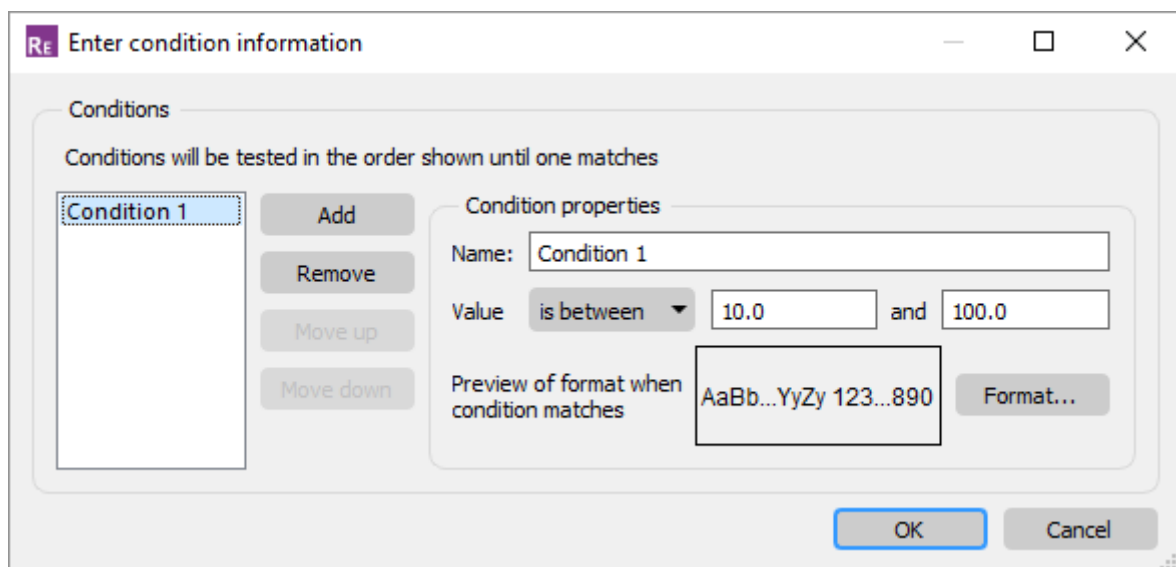 RE Enter condition information
Conditions
Conditions will be tested in the order shown until one matches
Condition 1
Add
Remove
Move up
Move down
Condition properties
Name: Condition 1
Value is between 10.0 and 100.0
Preview of format when
condition matches
AaBb...YyZy 123...890
Format...
OK Cancel